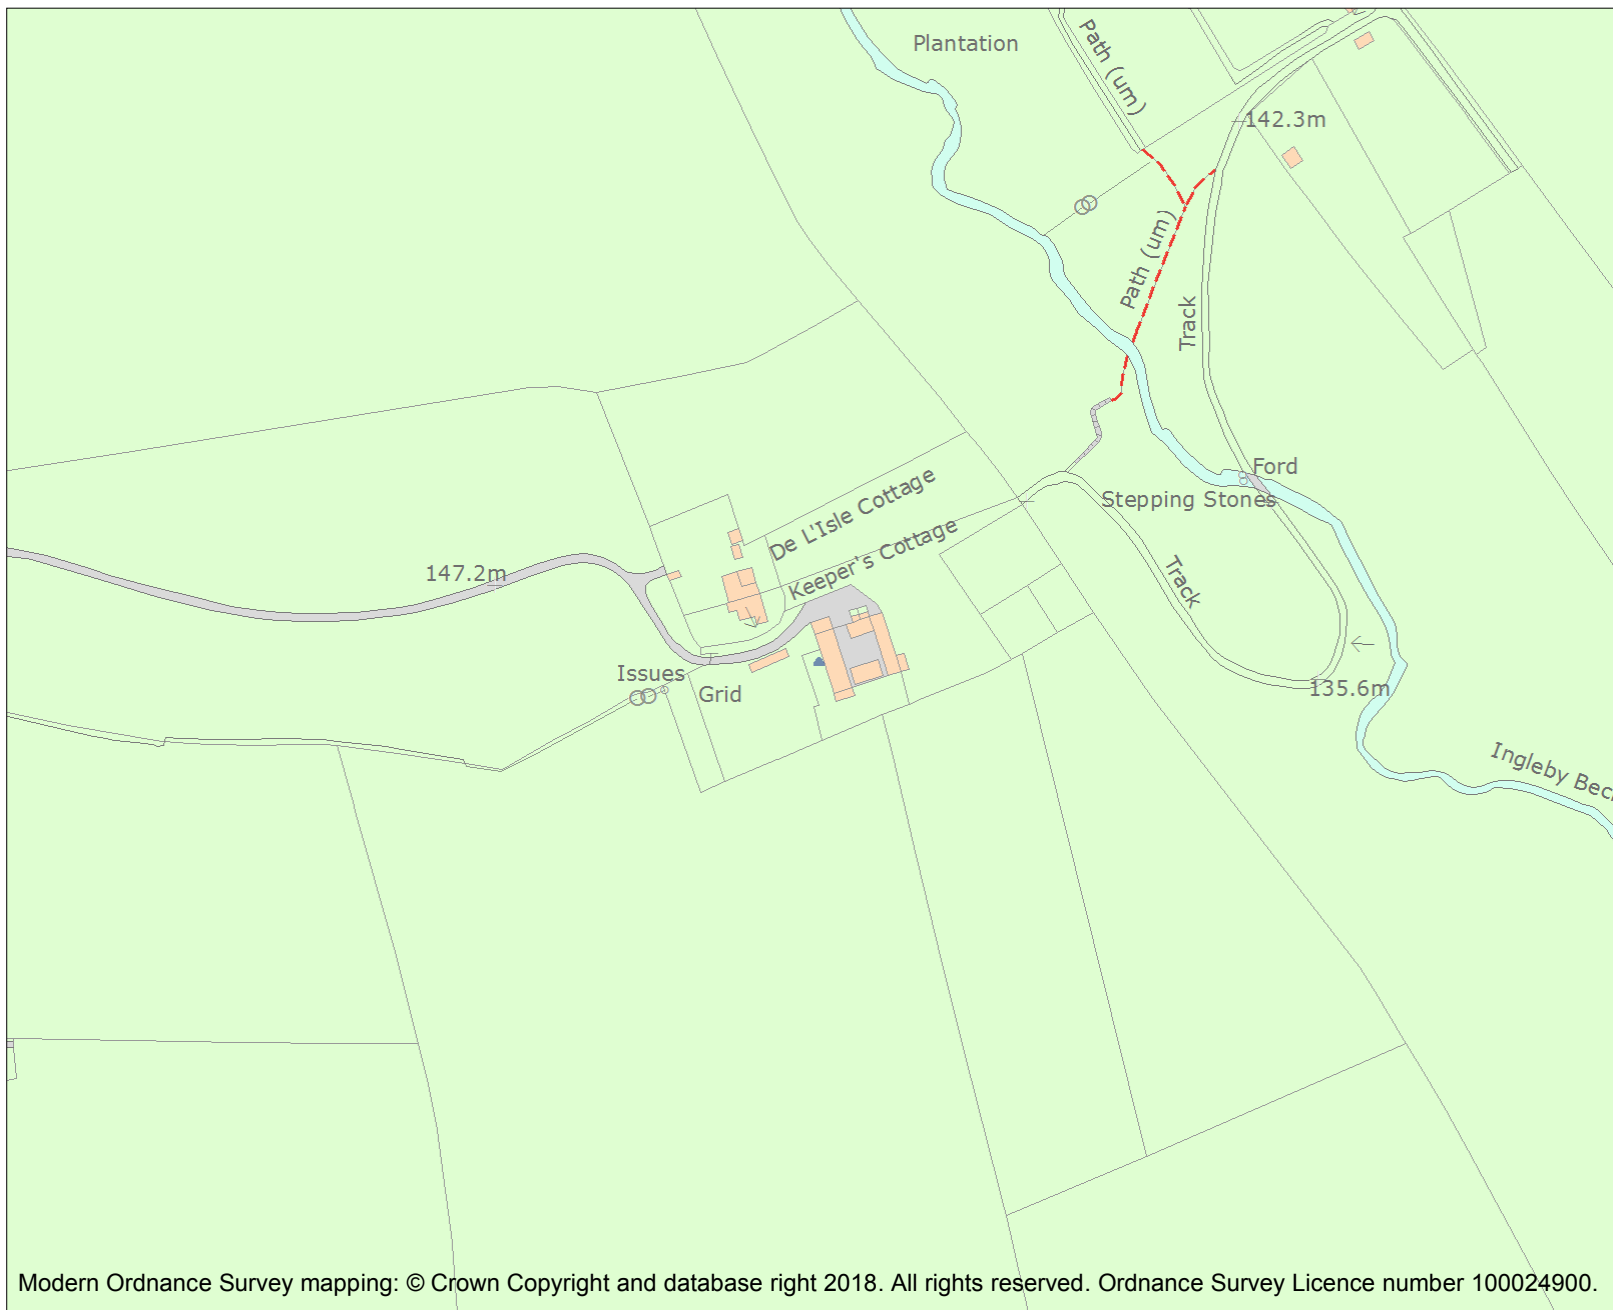 Plantation
Path (um)
142.3m
Path (um)
Track
Ford
Stepping Stones
De L'Isle Cottage
Keeper's Cottage
147.2m
Track
Issues
Grid
135.6m
Ingleby Bec
Modern Ordnance Survey mapping: © Crown Copyright and database right 2018. All rights reserved. Ordnance Survey Licence number 100024900.